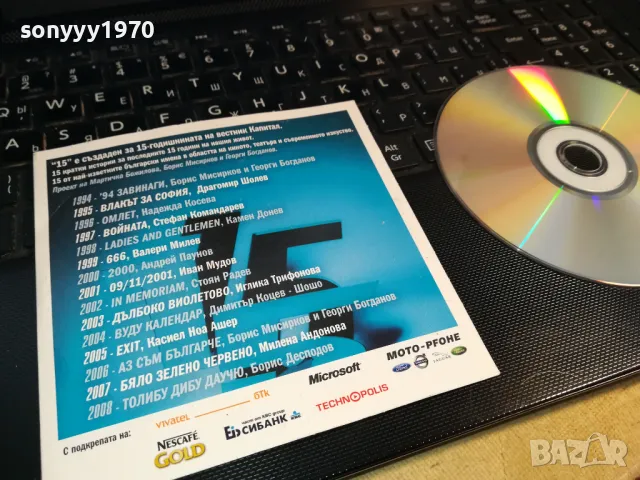 sonyyy1970
"15" е създаден за 15-годишнината на вестник Капитал.
15 кратки истории за последните 15 години от нашия живот.
15 от най-изветните български имена в областта на киното, театъра и съвременното изкуство.
Проект на Мартичка Божилова, Борис Мисирков и Георги Богданов.
1994 - '94 ЗАВИНАГИ, Борис Мисирков и Георги Богданов
1995 - ВЛАКЪТ ЗА СОФИЯ, Драгомир Шолев
1996 - ОМЛЕТ, Надежда Косева
1997 - ВОЙНАТА, Стефан Командарев
1998 - LADIES AND GENTLEMEN, Камен Донев
1999 - 666, Валери Милев
2000 - 2000, Андрей Паунов
2001 - 09/11/2001, Иван Мудов
2002 - IN MEMORIAM, Стоян Радев
2003 - ДЪЛБОКО ВИОЛЕТОВО, Иглика Трифонова
2004 - ВУДУ КАЛЕНДАР, Димитър Коцев - Шошо
2005 - EXIT, Касиел Ноа Ашер
2006 - АЗ СЪМ БЪЛГАРЧЕ, Борис Мисирков и Георги Богданов
2007 - БЯЛО ЗЕЛЕНО ЧЕРВЕНО, Милена Андонова
2008 - ТОЛИБУ ДИБУ ДАУЧЮ, Борис Десподов
С подкрепата на:
vivatel
бтк
Microsoft
MOTO-PFOHE
NESCAFÉ
GOLD
СИБАНК
TECHNOPOLIS
BAZAR
bg